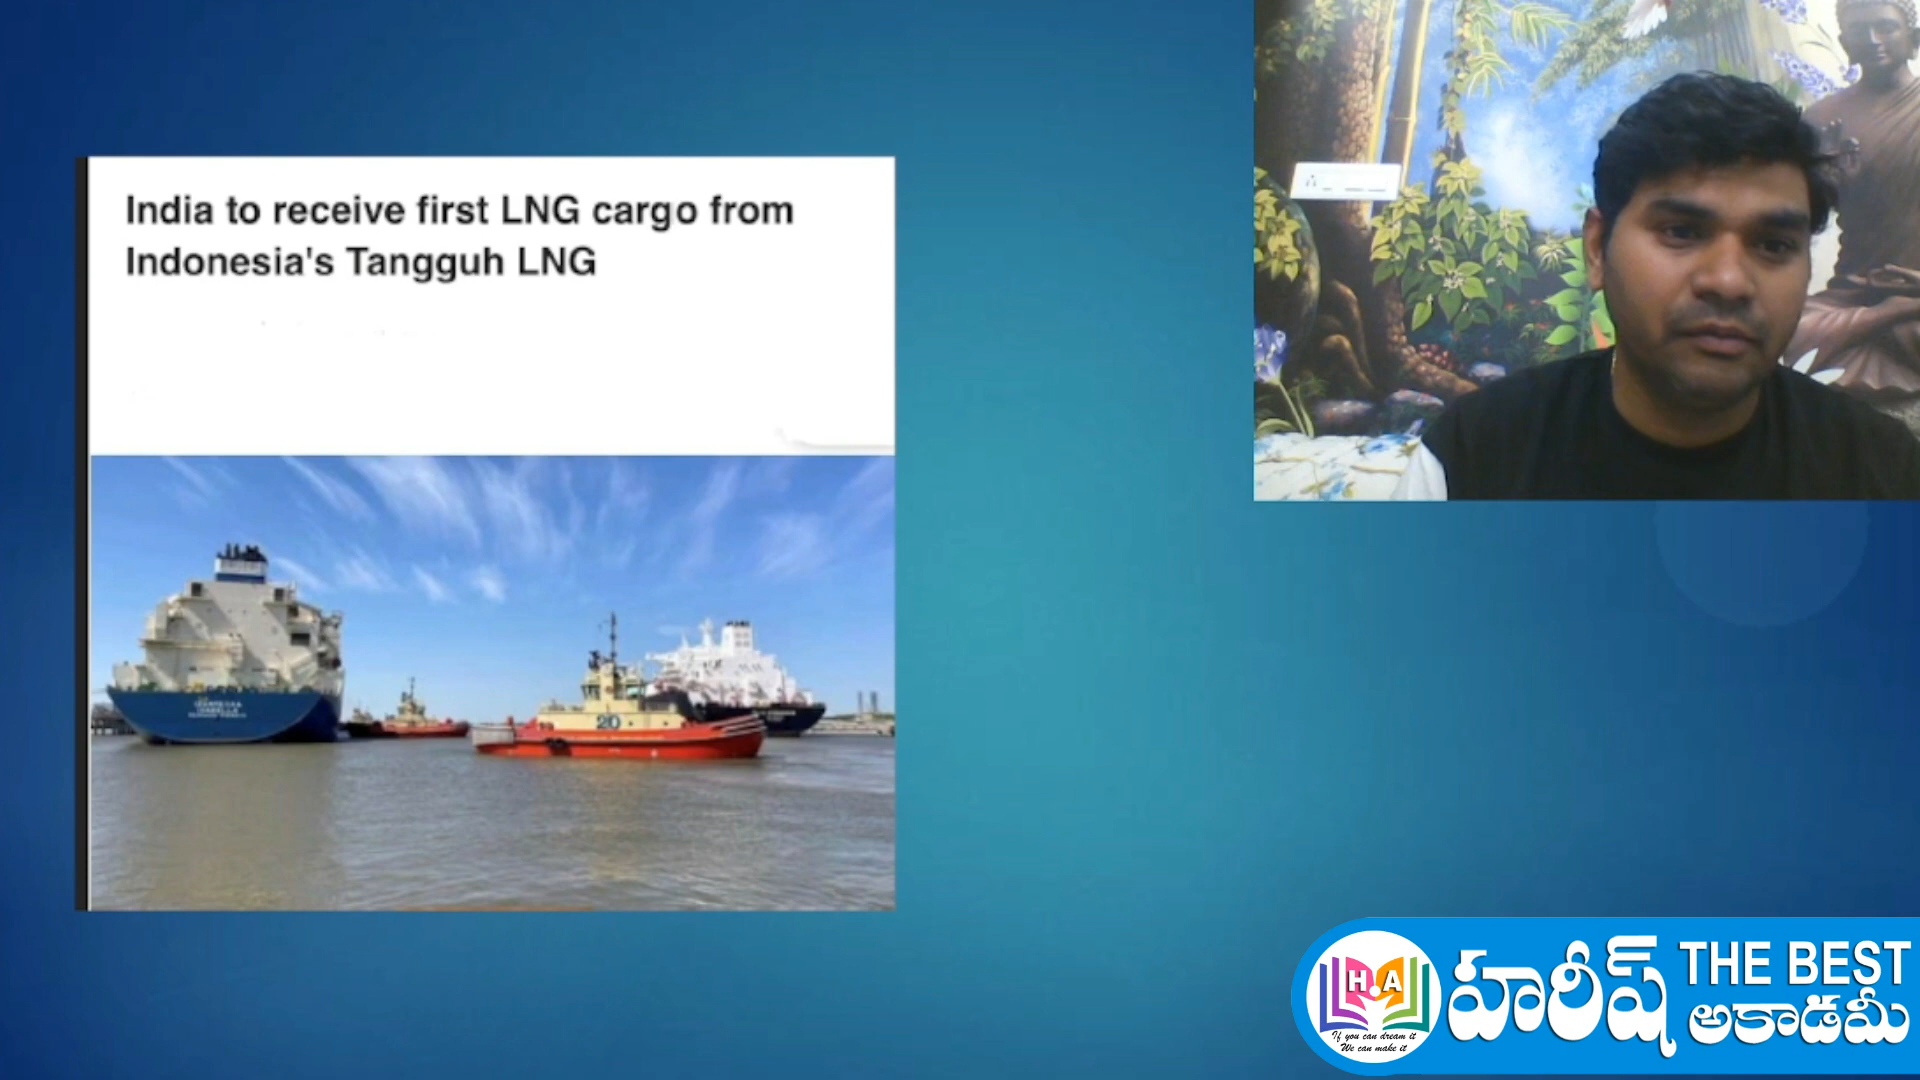 India to receive first LNG cargo from
Indonesia's Tangguh LNG
20
H.A
If you can dream it
We can make it
హరీష్
THE BEST
అకాడమీ